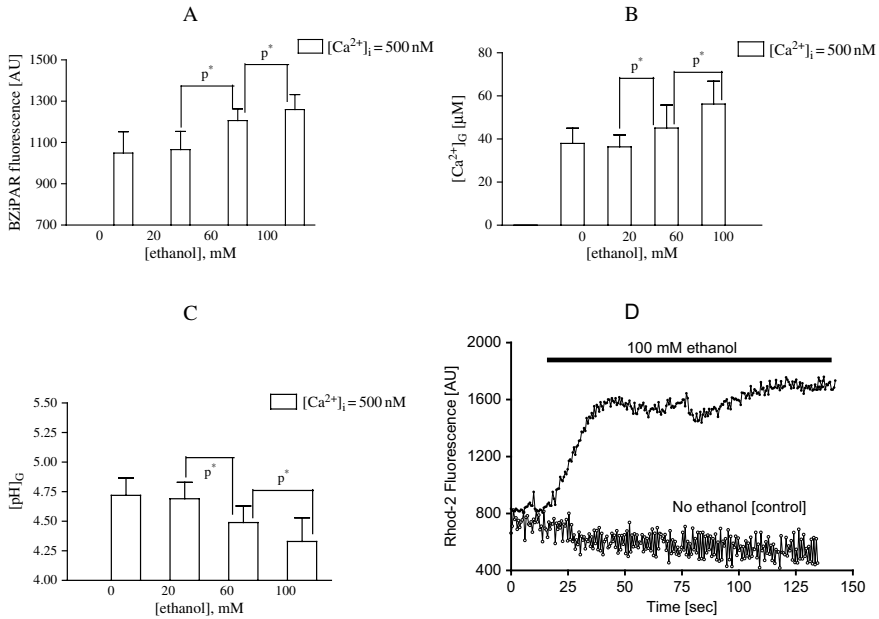 A
BZiPAR fluorescence [AU]
1500
1300
1100
900
700
p*
p*
[Ca²⁺]ᵢ = 500 nM
0 20 60 100
[ethanol], mM
B
[Ca²⁺]G [µM]
80
60
40
20
0
p*
p*
[Ca²⁺]ᵢ = 500 nM
0 20 60 100
[ethanol], mM
C
[pH]G
5.50
5.25
5.00
4.75
4.50
4.25
4.00
p*
p*
[Ca²⁺]ᵢ = 500 nM
0 20 60 100
[ethanol], mM
D
Rhod-2 Fluorescence [AU]
2000
1600
1200
800
400
100 mM ethanol
No ethanol [control]
0 25 50 75 100 125 150
Time [sec]